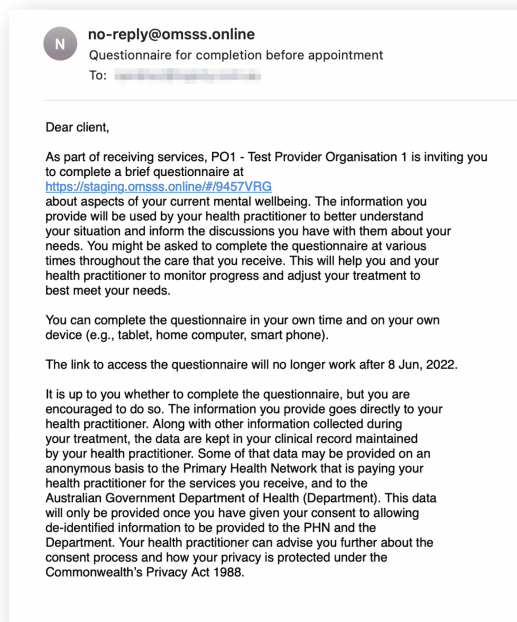 N
no-reply@omsss.online
Questionnaire for completion before appointment
To:
Dear client,
As part of receiving services, PO1 - Test Provider Organisation 1 is inviting you
to complete a brief questionnaire at
https://staging.omsss.online/#/9457VRG
about aspects of your current mental wellbeing. The information you
provide will be used by your health practitioner to better understand
your situation and inform the discussions you have with them about your
needs. You might be asked to complete the questionnaire at various
times throughout the care that you receive. This will help you and your
health practitioner to monitor progress and adjust your treatment to
best meet your needs.
You can complete the questionnaire in your own time and on your own
device (e.g., tablet, home computer, smart phone).
The link to access the questionnaire will no longer work after 8 Jun, 2022.
It is up to you whether to complete the questionnaire, but you are
encouraged to do so. The information you provide goes directly to your
health practitioner. Along with other information collected during
your treatment, the data are kept in your clinical record maintained
by your health practitioner. Some of that data may be provided on an
anonymous basis to the Primary Health Network that is paying your
health practitioner for the services you receive, and to the
Australian Government Department of Health (Department). This data
will only be provided once you have given your consent to allowing
de-identified information to be provided to the PHN and the
Department. Your health practitioner can advise you further about the
consent process and how your privacy is protected under the
Commonwealth's Privacy Act 1988.